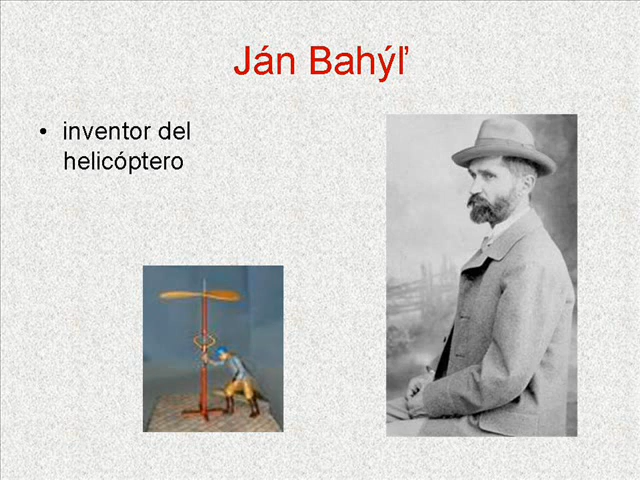 Ján Bahýľ
• inventor del
helicóptero